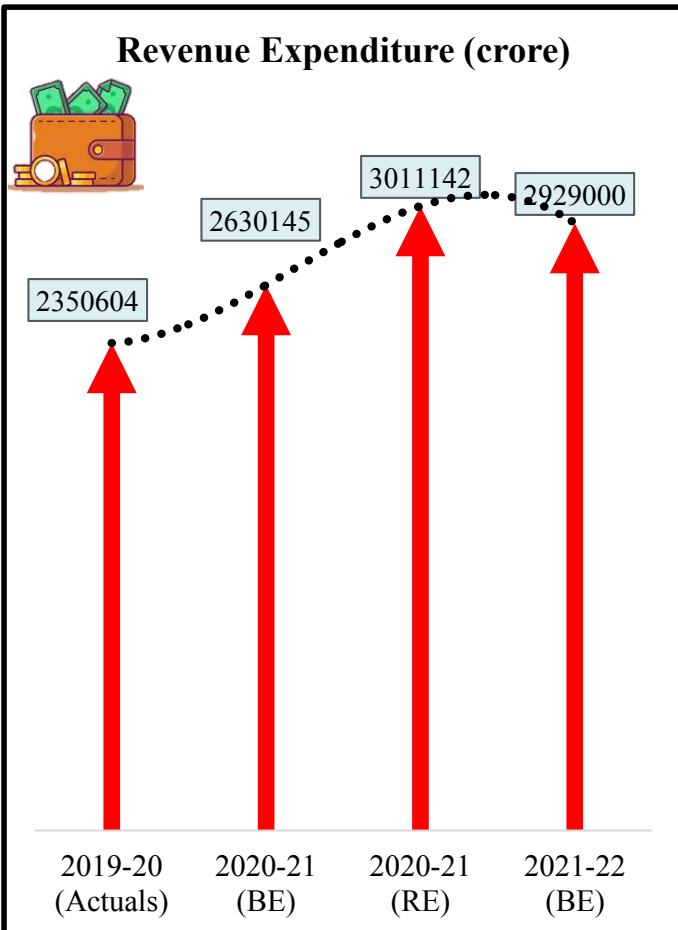 Revenue Expenditure (crore)
3011142
2929000
2630145
2350604
2019-20 2020-21 2020-21 2021-22
(Actuals) (BE) (RE) (BE)